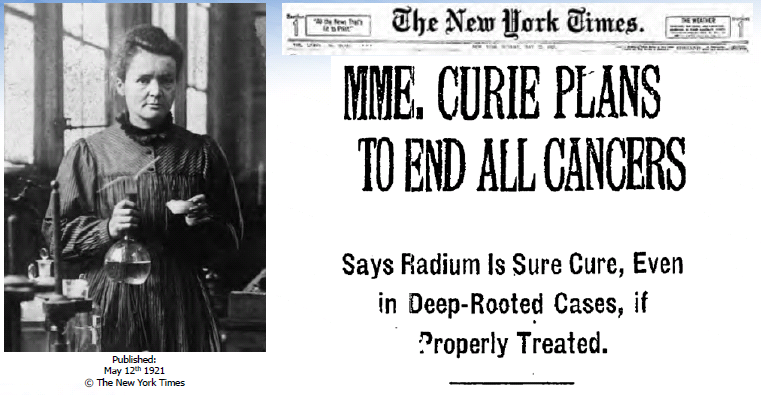 "All the News That's
Fit to Print"
The New York Times.
THE WEATHER
MME. CURIE PLANS
TO END ALL CANCERS
Says Radium Is Sure Cure, Even
in Deep-Rooted Cases, if
Properly Treated.
Published:
May 12th 1921
© The New York Times